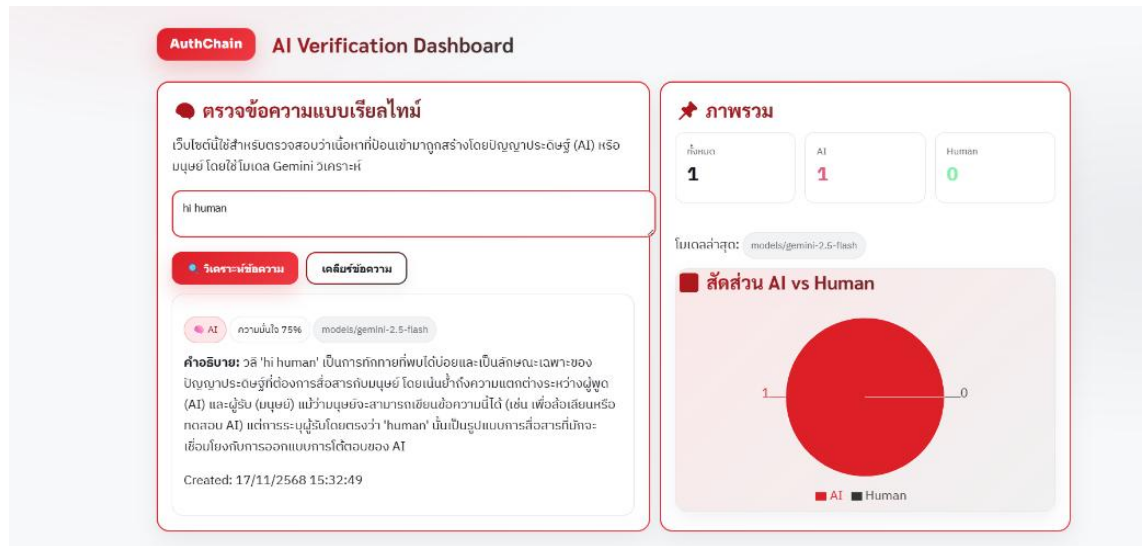 AuthChain
AI Verification Dashboard
ตรวจข้อความแบบเรียลไทม์
เว็บไซต์นี้ใช้สำหรับตรวจสอบว่าเนื้อหาที่ป้อนเข้ามาถูกสร้างโดยปัญญาประดิษฐ์ (AI) หรือ
มนุษย์ โดยใช้โมเดล Gemini วิเคราะห์
hi human
วิเคราะห์ข้อความ
เคลียร์ข้อความ
AI
ความมั่นใจ 75%
models/gemini-2.5-flash
คำอธิบาย: วลี 'hi human' เป็นการทักทายที่พบได้บ่อยและเป็นลักษณะเฉพาะของ
ปัญญาประดิษฐ์ที่ต้องการสื่อสารกับมนุษย์ โดยเน้นย้ำถึงความแตกต่างระหว่างผู้พูด
(AI) และผู้รับ (มนุษย์) แม้ว่ามนุษย์จะสามารถเขียนข้อความนี้ได้ (เช่น เพื่อล้อเลียนหรือ
ทดสอบ AI) แต่การระบุผู้รับโดยตรงว่า 'human' นั้นเป็นรูปแบบการสื่อสารที่มักจะ
เชื่อมโยงกับการออกแบบการโต้ตอบของ AI
Created: 17/11/2568 15:32:49
ภาพรวม
ทั้งหมด
1
AI
1
Human
0
โมเดลล่าสุด: models/gemini-2.5-flash
สัดส่วน AI vs Human
1
0
AI
Human